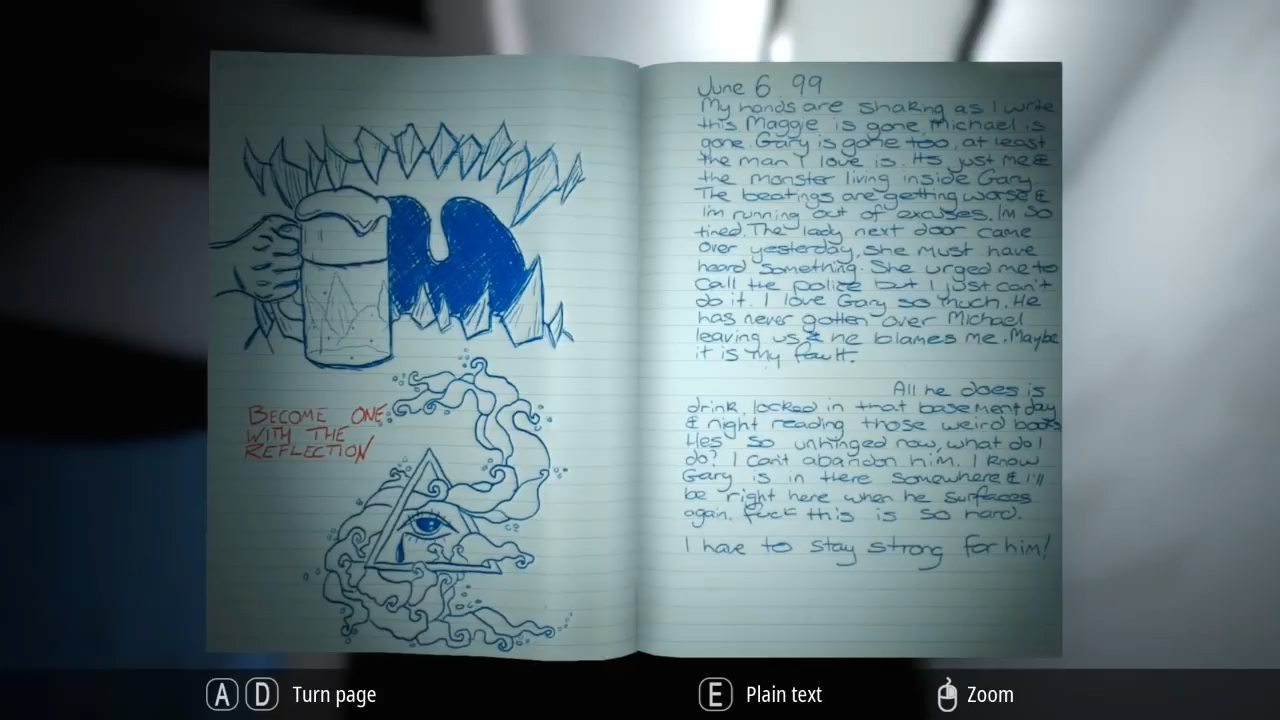 BECOME ONE
WITH THE
REFLECTION
June 6 99
My hands are shaking as I write
this. Maggie is gone, Michael is
gone. Gary is gone too, at least
the man I love is. Its just me &
the monster living inside Gary.
The beatings are getting worse &
I'm running out of excuses. Im so
tired. The lady next door came
over yesterday, she must have
heard something. She urged me to
call the police but I just can't
do it. I love Gary so much. He
has never gotten over Michael
leaving us & he blames me. Maybe
it is my fault.
All he does is
drink, locked in that basement day
& night reading those weird books
Hes so unhinged now, what do I
do? I can't abandon him. I know
Gary is in there somewhere & I'll
be right here when he surfaces
again. Fuck this is so hard.
I have to stay strong for him!
A D Turn page
E Plain text
Zoom